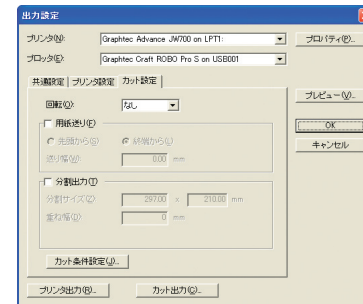 出力設定
プリンタ(N): Graphtec Advance JW700 on LPT1: プロパティ(P)...
プロッタ(E): Graphtec Craft ROBO Pro S on USB001
共通設定 プリンタ設定 カット設定
プレビュー(V)...
回転(O): なし
用紙送り(F)
OK
先頭から(S) 終端から(L)
キャンセル
送り幅(W): 0.00 mm
分割出力(T)
分割サイズ(Z): 297.00 x 210.00 mm
重ね幅(D): 0 mm
カット条件設定(J)...
プリンタ出力(R)... カット出力(C)...